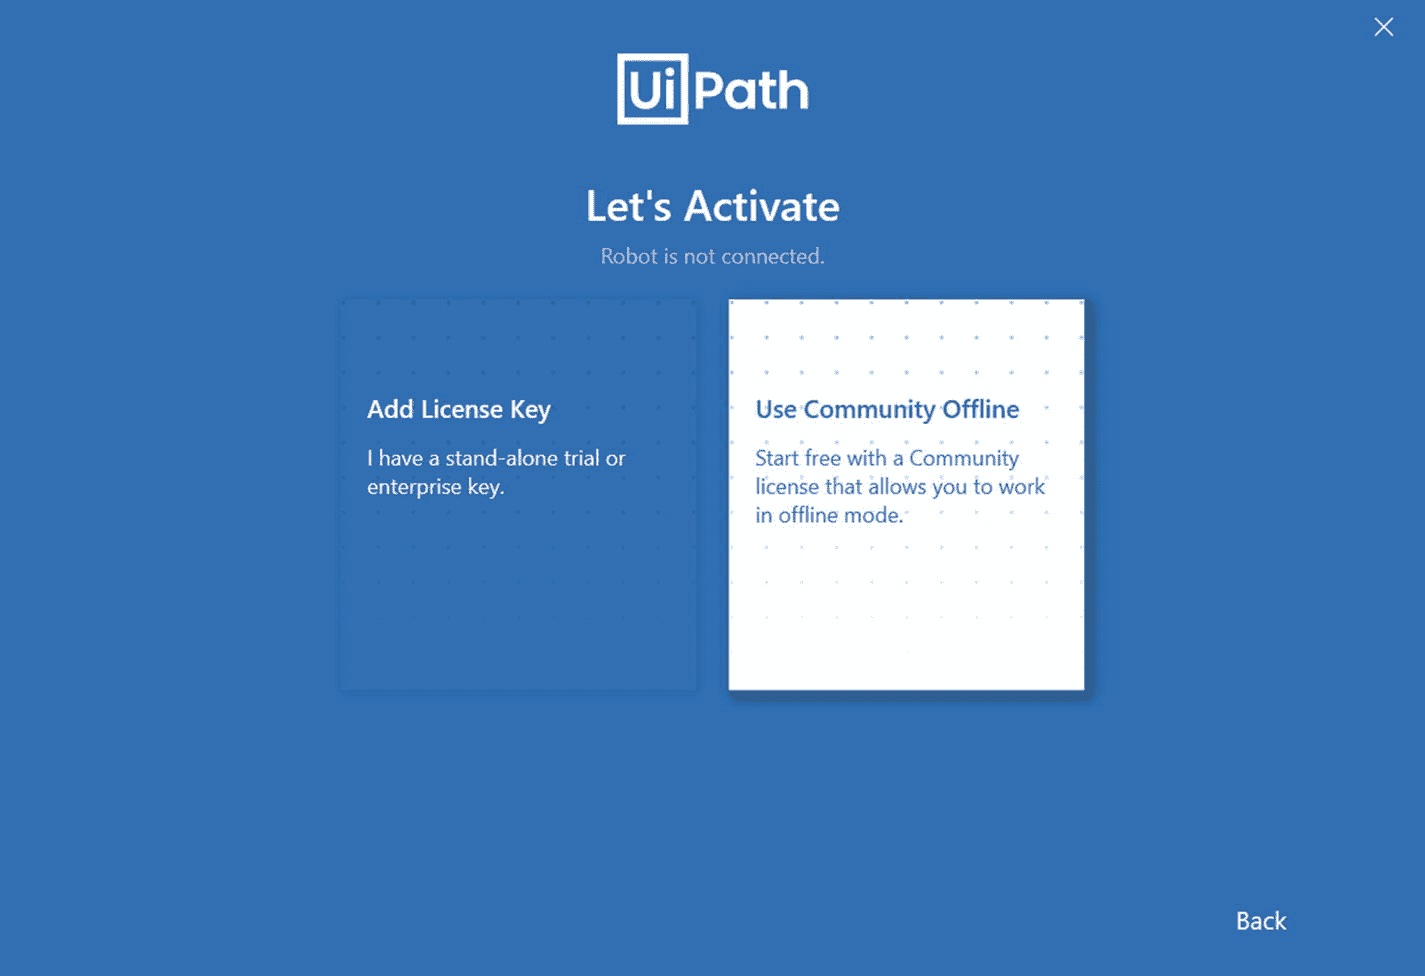 UiPath
Let's Activate
Robot is not connected.
Add License Key
I have a stand-alone trial or
enterprise key.
Use Community Offline
Start free with a Community
license that allows you to work
in offline mode.
Back